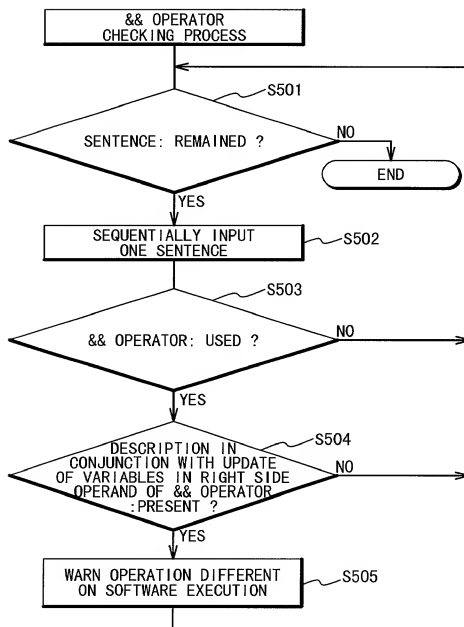 && OPERATOR
CHECKING PROCESS
S501
SENTENCE: REMAINED ?
NO
END
YES
SEQUENTIALLY INPUT
ONE SENTENCE
S502
S503
&& OPERATOR: USED ?
NO
YES
S504
DESCRIPTION IN
CONJUNCTION WITH UPDATE
OF VARIABLES IN RIGHT SIDE
OPERAND OF && OPERATOR
:PRESENT ?
NO
YES
WARN OPERATION DIFFERENT
ON SOFTWARE EXECUTION
S505